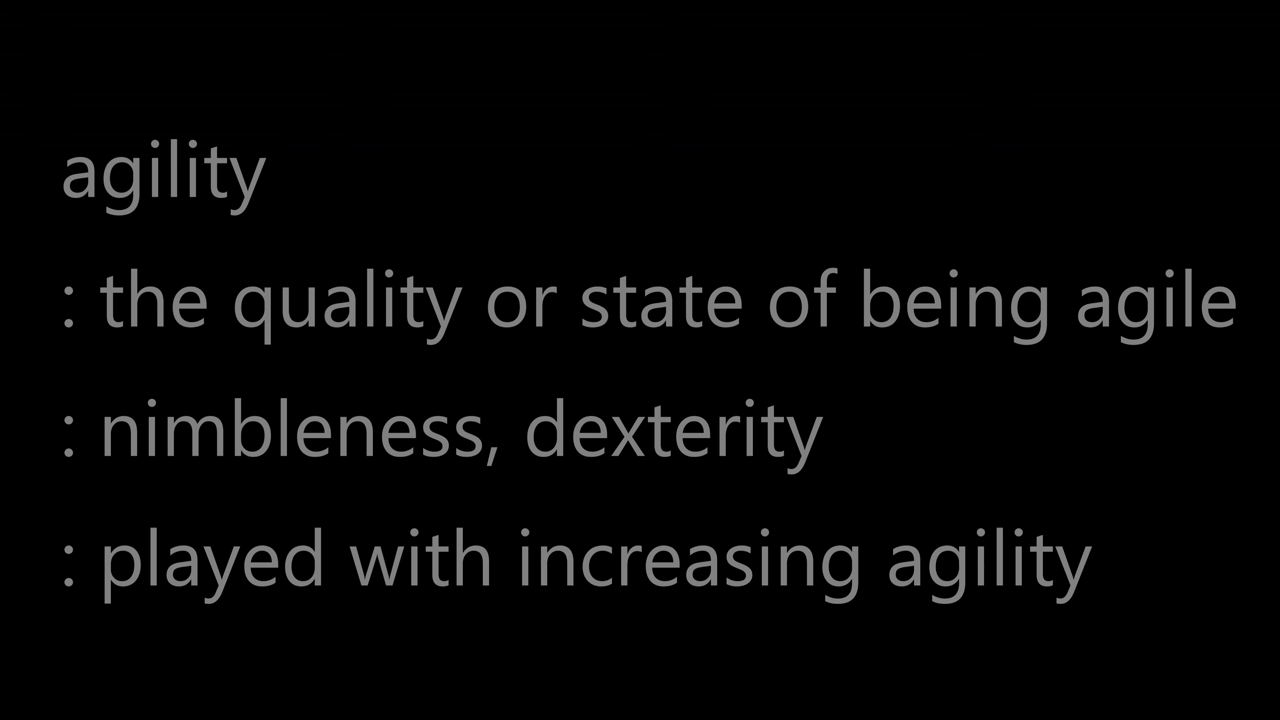 agility
: the quality or state of being agile
: nimbleness, dexterity
: played with increasing agility